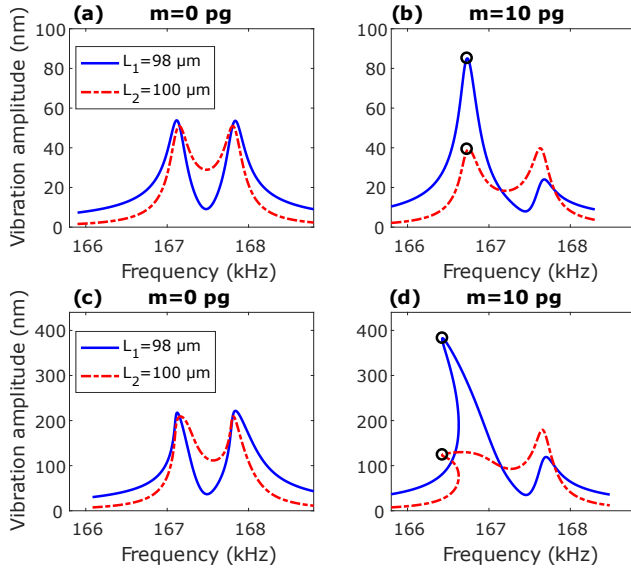 (a) m=0 pg
Vibration amplitude (nm)
100
80
60
40
20
0
L₁=98 µm
L₂=100 µm
166 167 168
Frequency (kHz)
(b) m=10 pg
100
80
60
40
20
0
166 167 168
Frequency (kHz)
(c) m=0 pg
Vibration amplitude (nm)
400
300
200
100
0
L₁=98 µm
L₂=100 µm
166 167 168
Frequency (kHz)
(d) m=10 pg
400
300
200
100
0
166 167 168
Frequency (kHz)